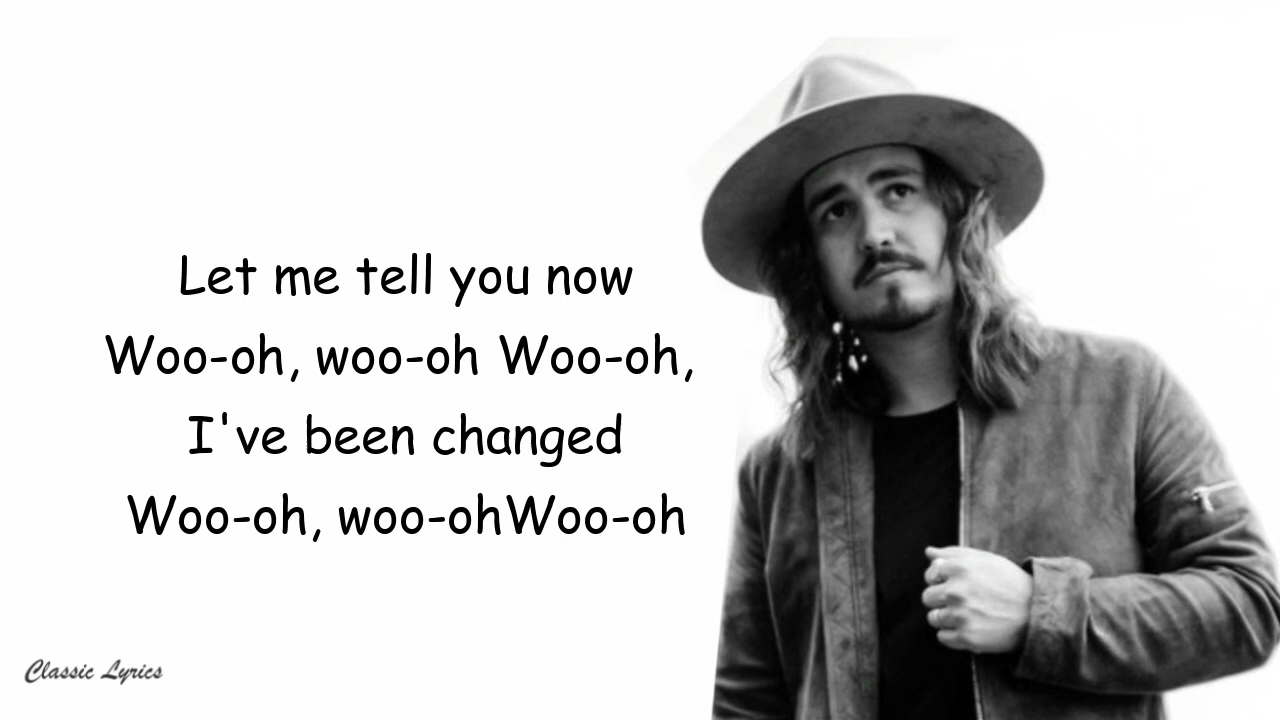 Let me tell you now
Woo-oh, woo-oh Woo-oh,
I've been changed
Woo-oh, woo-ohWoo-oh
Classic Lyrics